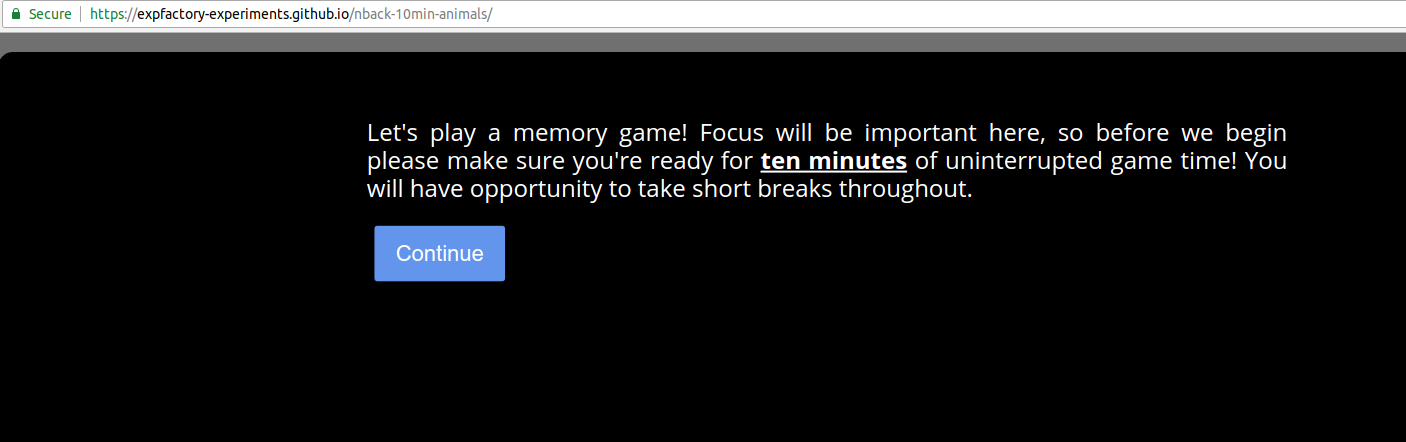 Secure https://expfactory-experiments.github.io/nback-10min-animals/
Let's play a memory game! Focus will be important here, so before we begin
please make sure you're ready for ten minutes of uninterrupted game time! You
will have opportunity to take short breaks throughout.
Continue